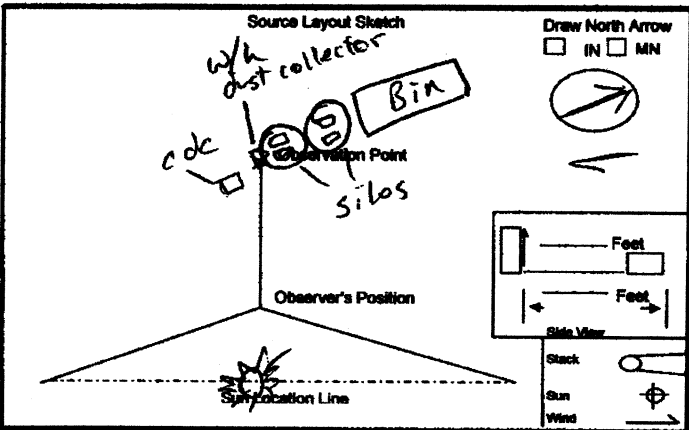 Source Layout Sketch
Draw North Arrow
IN MN
w/h
dust collector
Bin
cdc
Observation Point
silos
Feet
Feet
Side View
Observer's Position
Stack
Sun
Wind
Sun Location Line